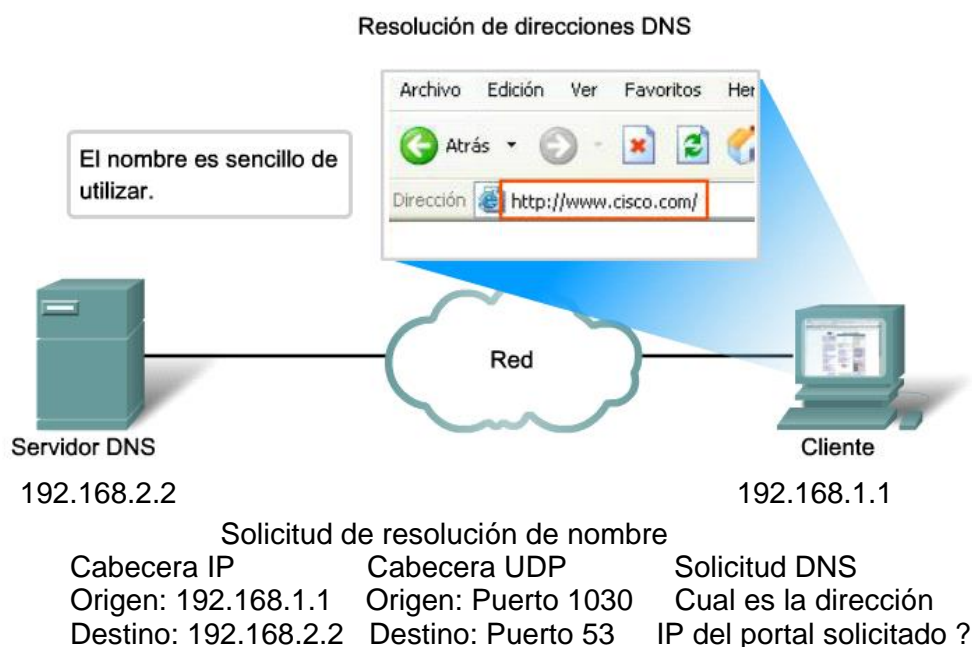 Resolución de direcciones DNS
Archivo Edición Ver Favoritos Her
Atrás
El nombre es sencillo de
utilizar.
Dirección http://www.cisco.com/
Red
Servidor DNS
Cliente
192.168.2.2
192.168.1.1
Solicitud de resolución de nombre
Cabecera IP Cabecera UDP Solicitud DNS
Origen: 192.168.1.1 Origen: Puerto 1030 Cual es la dirección
Destino: 192.168.2.2 Destino: Puerto 53 IP del portal solicitado ?